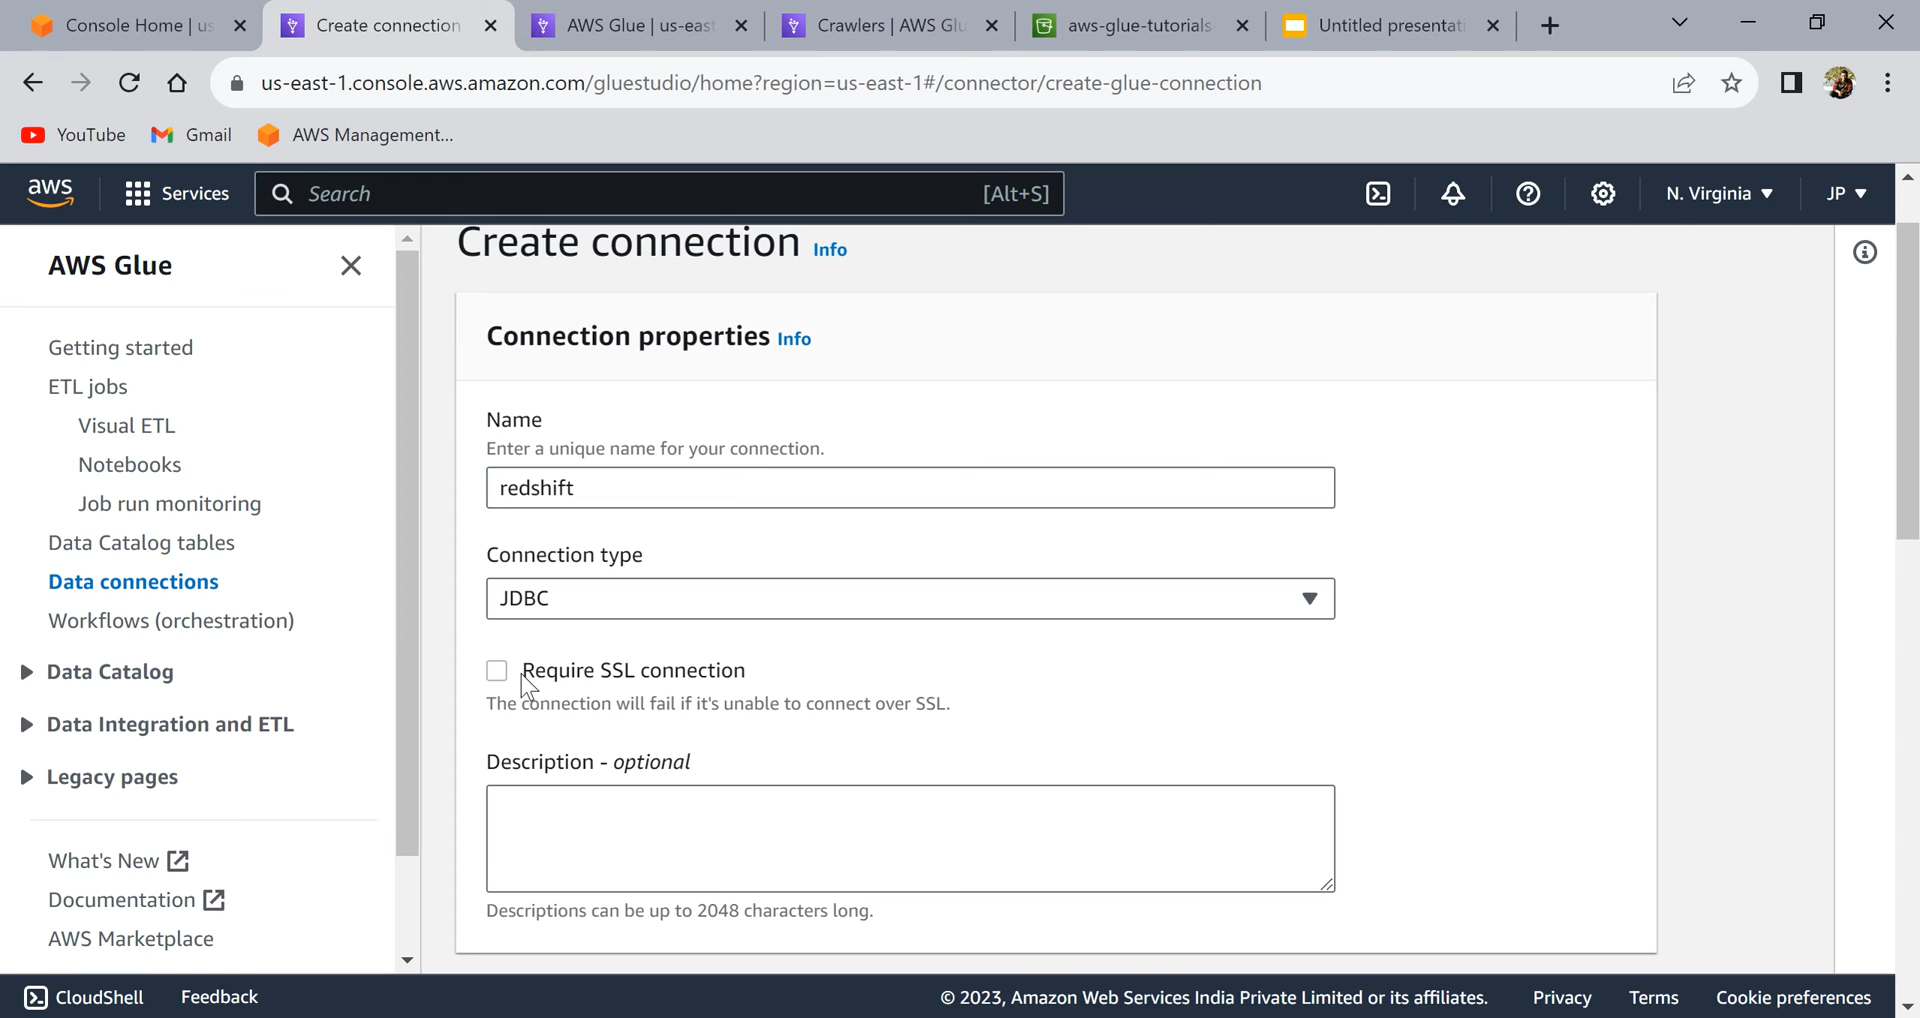 Console Home | us
Create connection
AWS Glue | us-east
Crawlers | AWS Glu
aws-glue-tutorials-
Untitled presentati
us-east-1.console.aws.amazon.com/gluestudio/home?region=us-east-1#/connector/create-glue-connection
YouTube
Gmail
AWS Management...
aws
Services
Search
[Alt+S]
N. Virginia
JP
AWS Glue
Getting started
ETL jobs
Visual ETL
Notebooks
Job run monitoring
Data Catalog tables
Data connections
Workflows (orchestration)
Data Catalog
Data Integration and ETL
Legacy pages
What's New
Documentation
AWS Marketplace
Create connection Info
Connection properties Info
Name
Enter a unique name for your connection.
redshift
Connection type
JDBC
Require SSL connection
The connection will fail if it's unable to connect over SSL.
Description - optional
Descriptions can be up to 2048 characters long.
CloudShell
Feedback
© 2023, Amazon Web Services India Private Limited or its affiliates.
Privacy
Terms
Cookie preferences